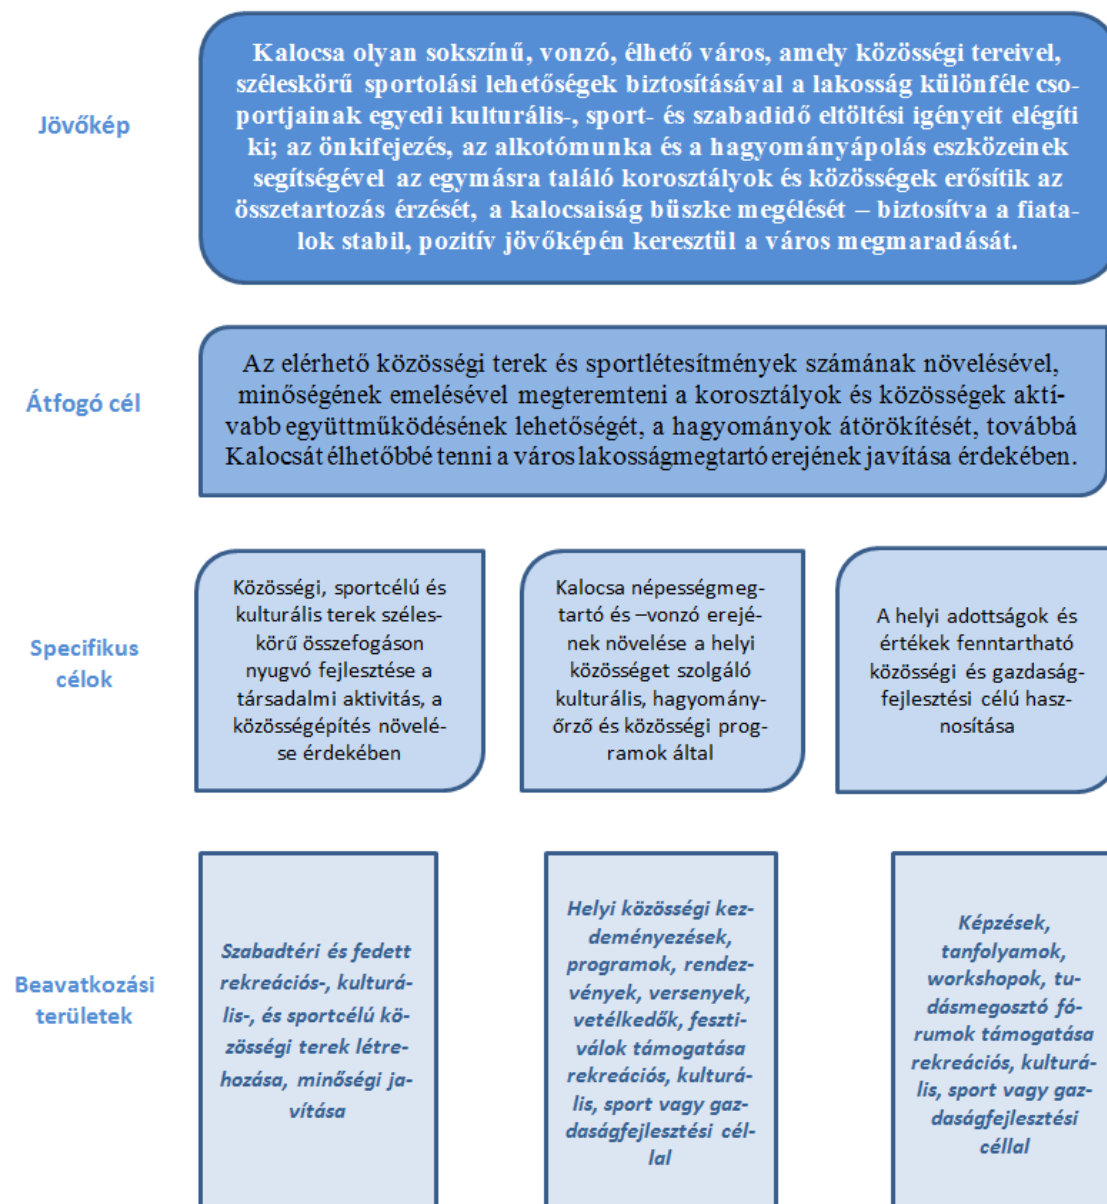 Jövőkép
Kalocsa olyan sokszínű, vonzó, élhető város, amely közösségi tereivel,
széleskörű sportolási lehetőségek biztosításával a lakosság különféle cso-
portjainak egyedi kulturális-, sport- és szabadidő eltöltési igényeit elégíti
ki; az önkifejezés, az alkotómunka és a hagyományápolás eszközeinek
segítségével az egymásra találó korosztályok és közösségek erősítik az
összetartozás érzését, a kalocsaiság büszke megélését – biztosítva a fiata-
lok stabil, pozitív jövőképén keresztül a város megmaradását.
Átfogó cél
Az elérhető közösségi terek és sportlétesítmények számának növelésével,
minőségének emelésével megteremteni a korosztályok és közösségek aktí-
vabb együttműködésének lehetőségét, a hagyományok átörökítését, továbbá
Kalocsát élhetőbbé tenni a város lakosságmegtartó erejének javítása érdekében.
Specifikus
célok
Közösségi, sportcélú és
kulturális terek széles-
körű összefogáson
nyugvó fejlesztése a
társadalmi aktivitás, a
közösségépítés növelé-
se érdekében
Kalocsa népességmeg-
tartó és –vonzó erejé-
nek növelése a helyi
közösséget szolgáló
kulturális, hagyomány-
őrző és közösségi prog-
ramok által
A helyi adottságok és
értékek fenntartható
közösségi és gazdaság-
fejlesztési célú hasz-
nosítása
Beavatkozási
területek
Szabadtéri és fedett
rekreációs-, kulturá-
lis-, és sportcélú kö-
zösségi terek létre-
hozása, minőségi ja-
vítása
Helyi közösségi kez-
deményezések,
programok, rendez-
vények, versenyek,
vetélkedők, feszti-
válok támogatása
rekreációs, kulturá-
lis, sport vagy gaz-
daságfejlesztési cél-
lal
Képzések,
tanfolyamok,
workshopok, tu-
dásmegosztó fó-
rumok támogatása
rekreációs, kulturá-
lis, sport vagy gaz-
daságfejlesztési
céllal